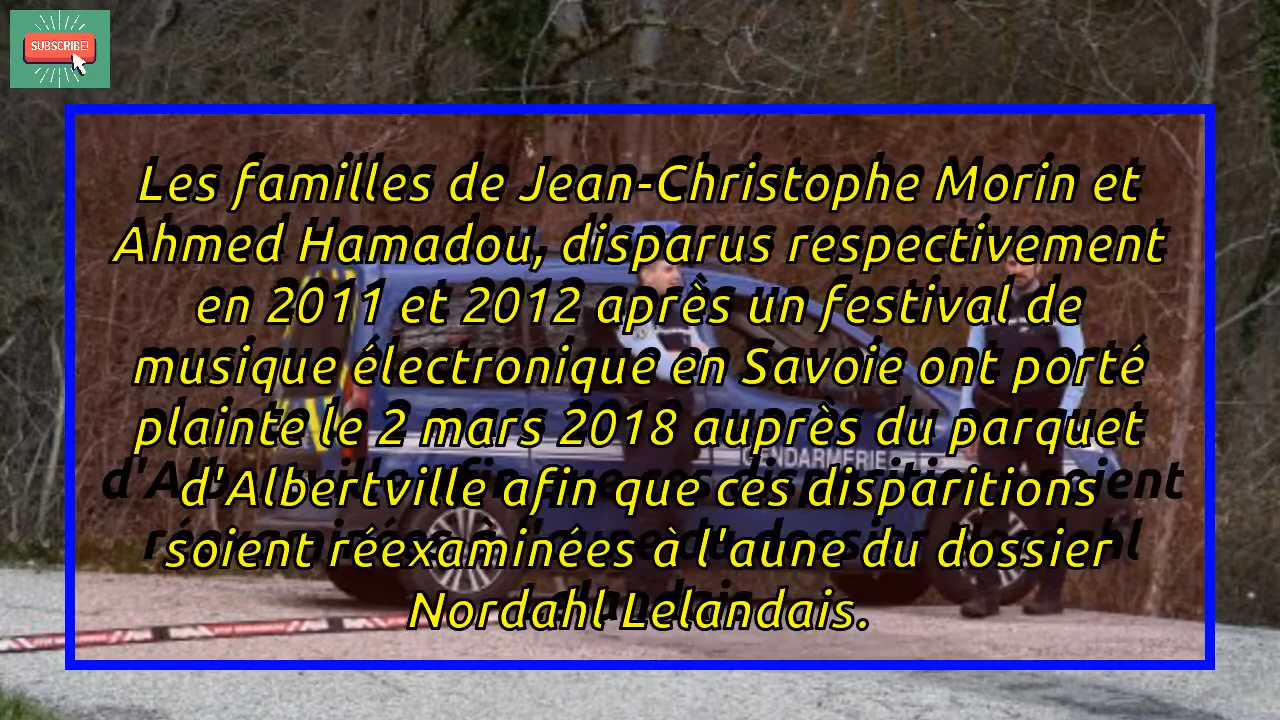 SUBSCRIBE!
Les familles de Jean-Christophe Morin et
Ahmed Hamadou, disparus respectivement
en 2011 et 2012 après un festival de
musique électronique en Savoie ont porté
plainte le 2 mars 2018 auprès du parquet
d'Albertville afin que ces disparitions
soient réexaminées à l'aune du dossier
Nordahl Lelandais.
GENDARMERIE